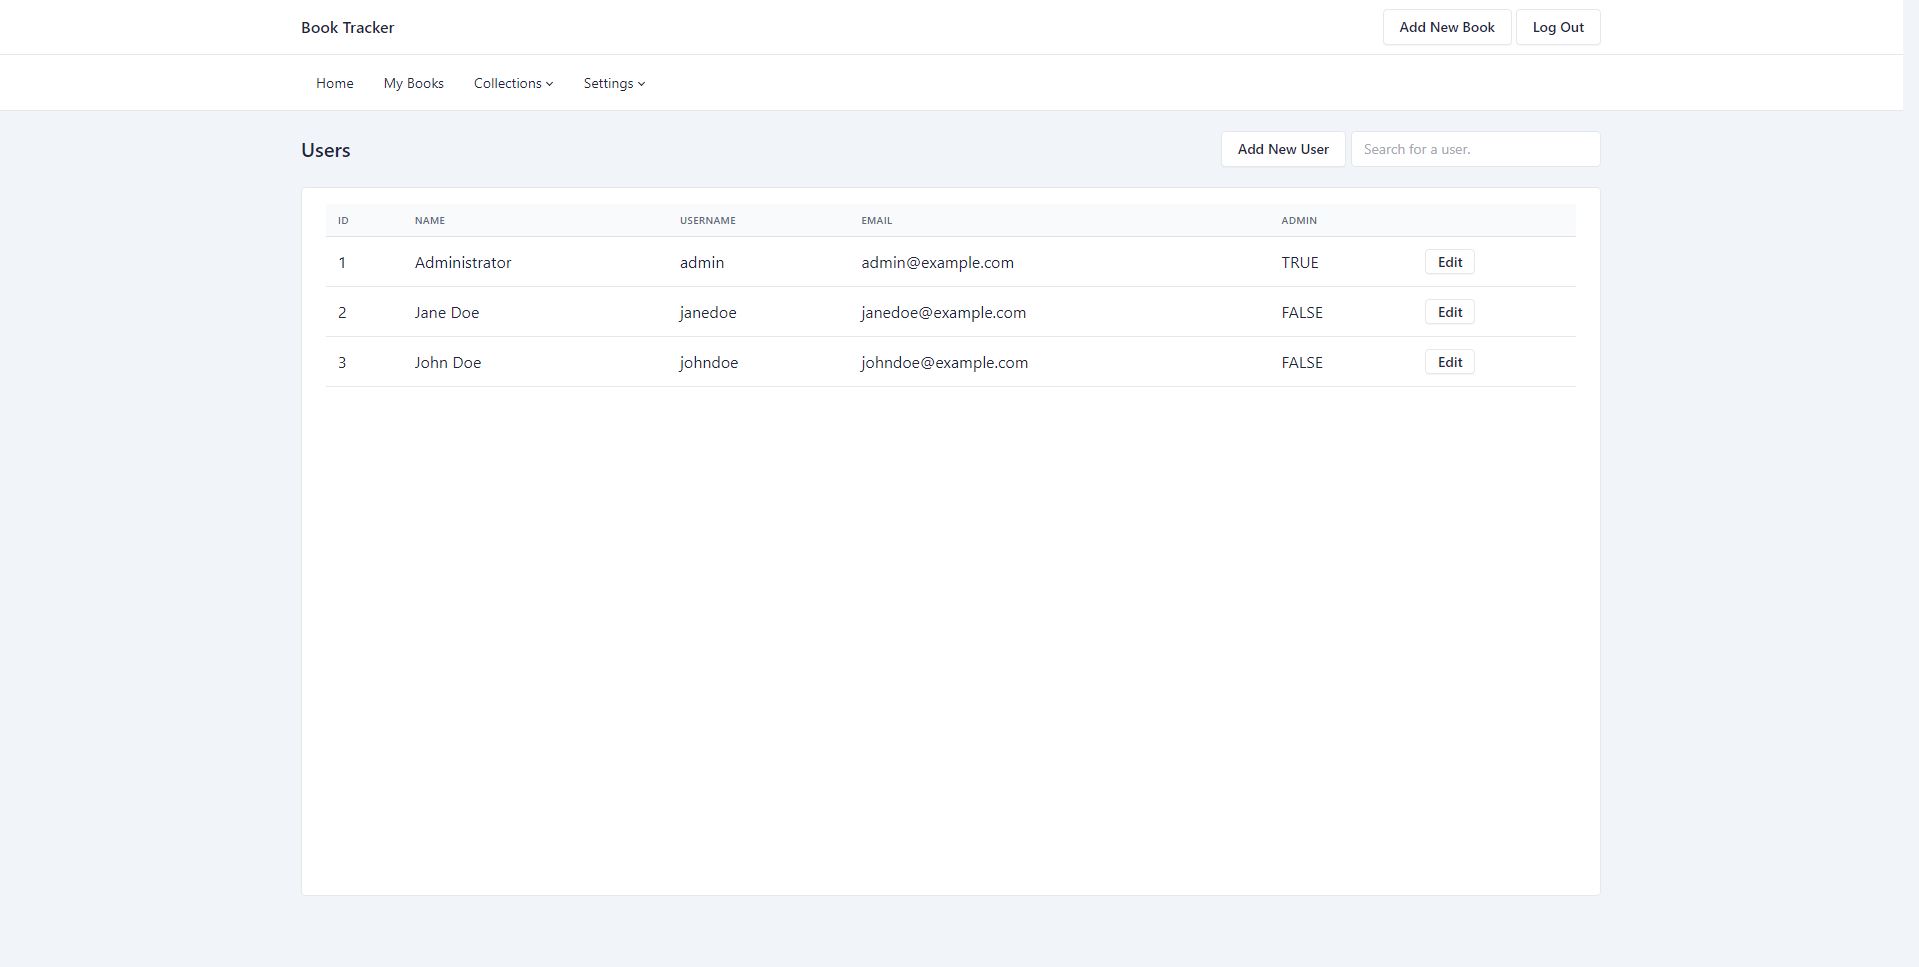 Book Tracker Add New Book Log Out
Home My Books Collections Settings
Users Add New User Search for a user.
ID NAME USERNAME EMAIL ADMIN
1 Administrator admin admin@example.com TRUE Edit
2 Jane Doe janedoe janedoe@example.com FALSE Edit
3 John Doe johndoe johndoe@example.com FALSE Edit